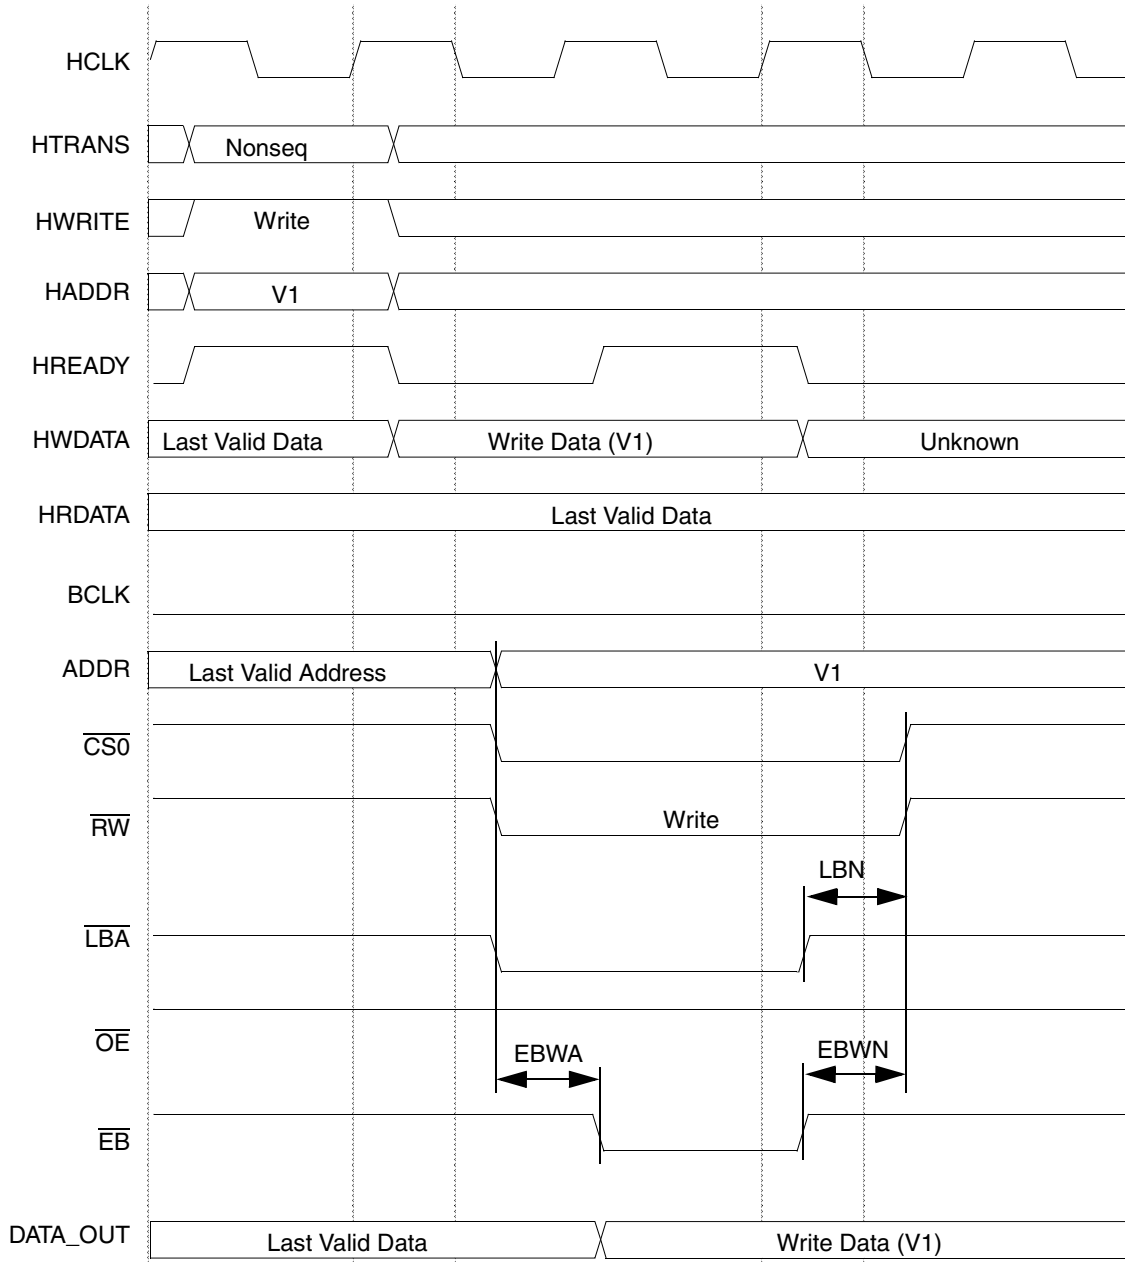 HCLK
HTRANS Nonseq
HWRITE Write
HADDR V1
HREADY
HWDATA Last Valid Data Write Data (V1) Unknown
HRDATA Last Valid Data
BCLK
ADDR Last Valid Address V1
CS0
RW Write
LBN
LBA
OE
EBWA EBWN
EB
DATA_OUT Last Valid Data Write Data (V1)